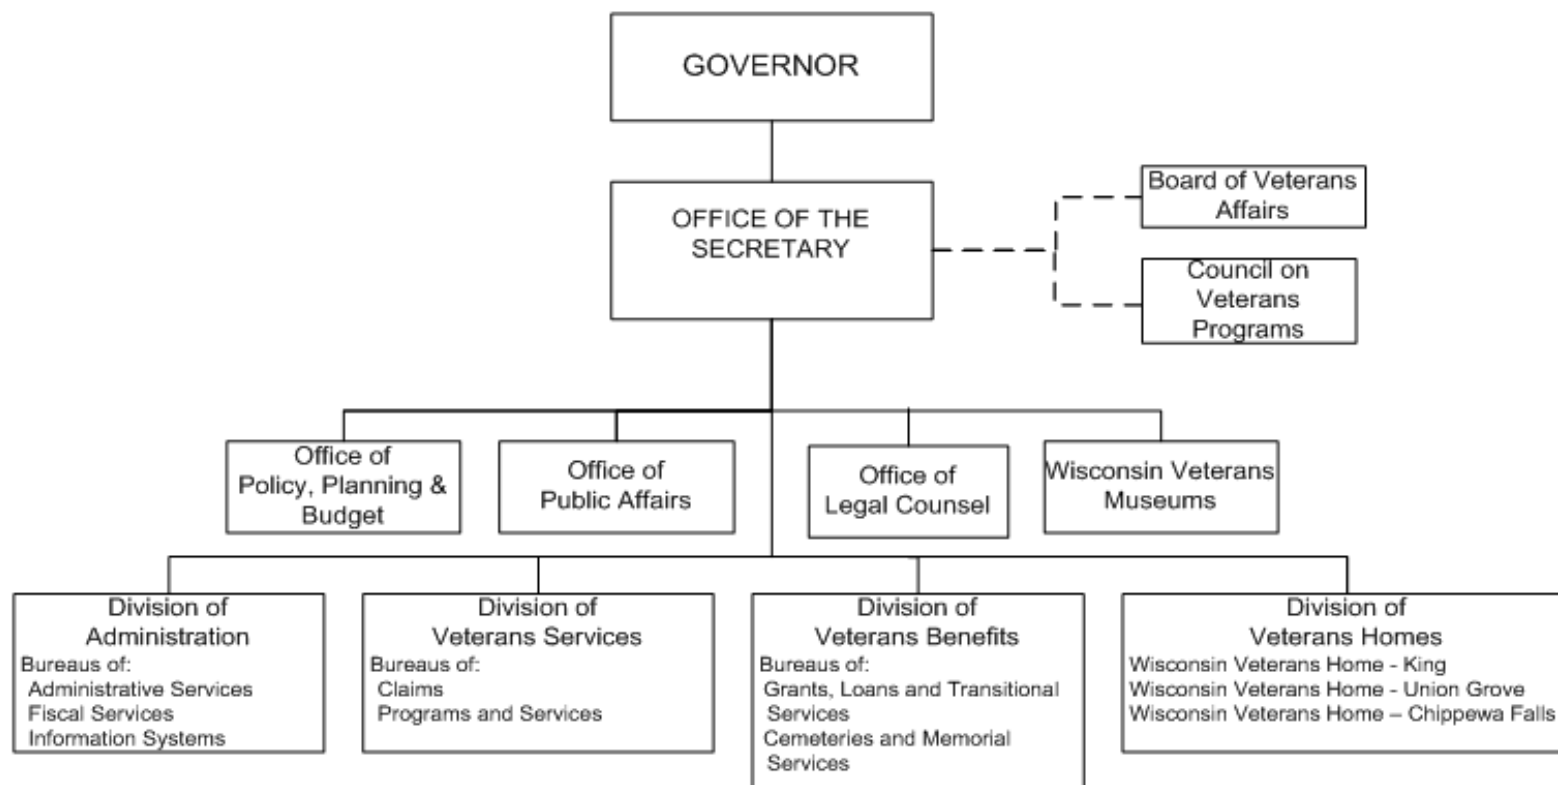 GOVERNOR
OFFICE OF THE
SECRETARY
Board of Veterans
Affairs
Council on
Veterans
Programs
Office of
Policy, Planning &
Budget
Office of
Public Affairs
Office of
Legal Counsel
Wisconsin Veterans
Museums
Division of
Administration
Bureaus of:
Administrative Services
Fiscal Services
Information Systems
Division of
Veterans Services
Bureaus of:
Claims
Programs and Services
Division of
Veterans Benefits
Bureaus of:
Grants, Loans and Transitional
Services
Cemeteries and Memorial
Services
Division of
Veterans Homes
Wisconsin Veterans Home - King
Wisconsin Veterans Home - Union Grove
Wisconsin Veterans Home – Chippewa Falls